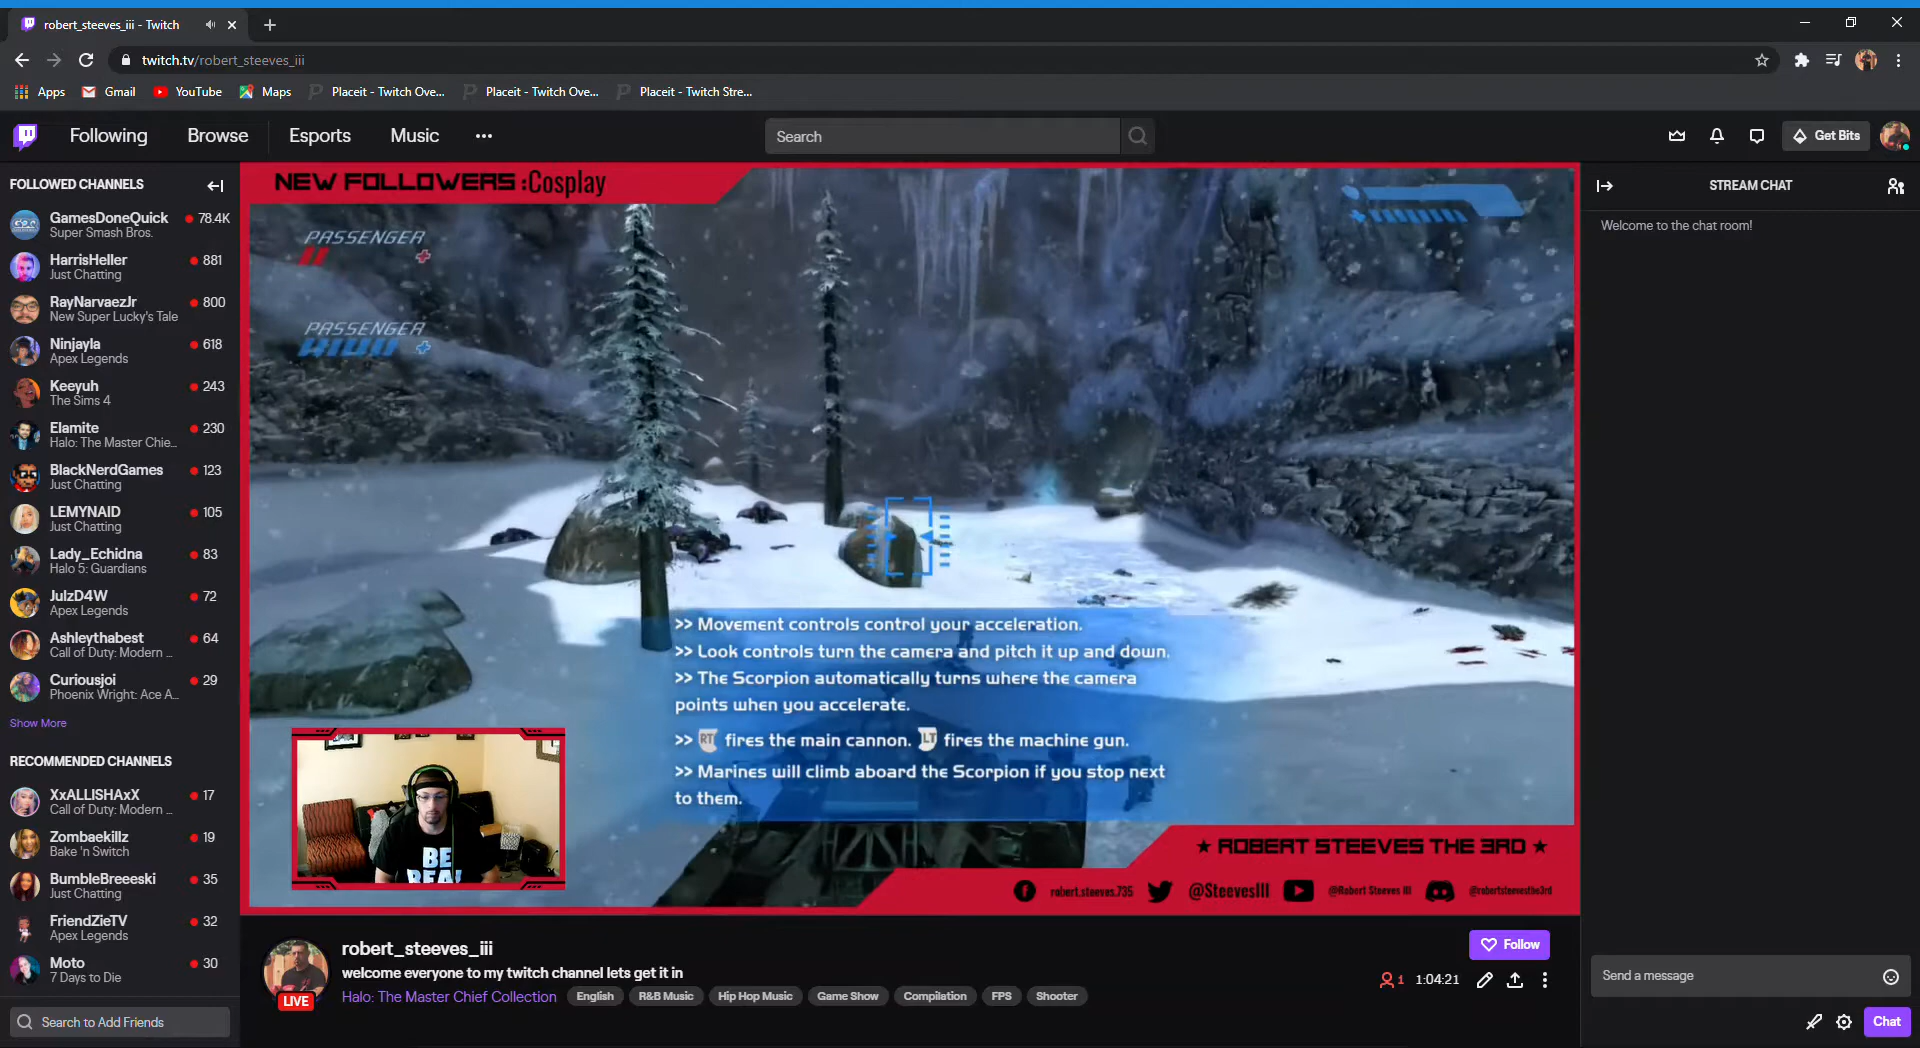 robert_steeves_iii - Twitch
twitch.tv/robert_steeves_iii
Apps
Gmail
YouTube
Maps
Placeit - Twitch Ove...
Placeit - Twitch Ove...
Placeit - Twitch Stre...
Following
Browse
Esports
Music
Search
Get Bits
FOLLOWED CHANNELS
GamesDoneQuick 78.4K
Super Smash Bros.
HarrisHeller 881
Just Chatting
RayNarvaezJr 800
New Super Lucky's Tale
Ninjayla 618
Apex Legends
Keeyuh 243
The Sims 4
Elamite 230
Halo: The Master Chie...
BlackNerdGames 123
Just Chatting
LEMYNAID 105
Just Chatting
Lady_Echidna 83
Halo 5: Guardians
JulzD4W 72
Apex Legends
Ashleythabest 64
Call of Duty: Modern ...
Curiousjoi 29
Phoenix Wright: Ace A...
Show More
RECOMMENDED CHANNELS
XxALLISHAxX 17
Call of Duty: Modern ...
Zombaekillz 19
Bake 'n Switch
BumbleBreeeski 35
Just Chatting
FriendZieTV 32
Apex Legends
Moto 30
7 Days to Die
Search to Add Friends
NEW FOLLOWERS :Cosplay
PASSENGER
PASSENGER
>> Movement controls control your acceleration.
>> Look controls turn the camera and pitch it up and down.
>> The Scorpion automatically turns where the camera
points when you accelerate.
>> RT fires the main cannon. LT fires the machine gun.
>> Marines will climb aboard the Scorpion if you stop next
to them.
BE
REAL
★ ROBERT STEEVES THE 3RD ★
robert.steeves.735
@SteevesIII
@Robert Steeves III
@robertsteevesthe3rd
robert_steeves_iii
welcome everyone to my twitch channel lets get it in
Halo: The Master Chief Collection
English
R&B Music
Hip Hop Music
Game Show
Compilation
FPS
Shooter
LIVE
Follow
1
1:04:21
STREAM CHAT
Welcome to the chat room!
Send a message
Chat